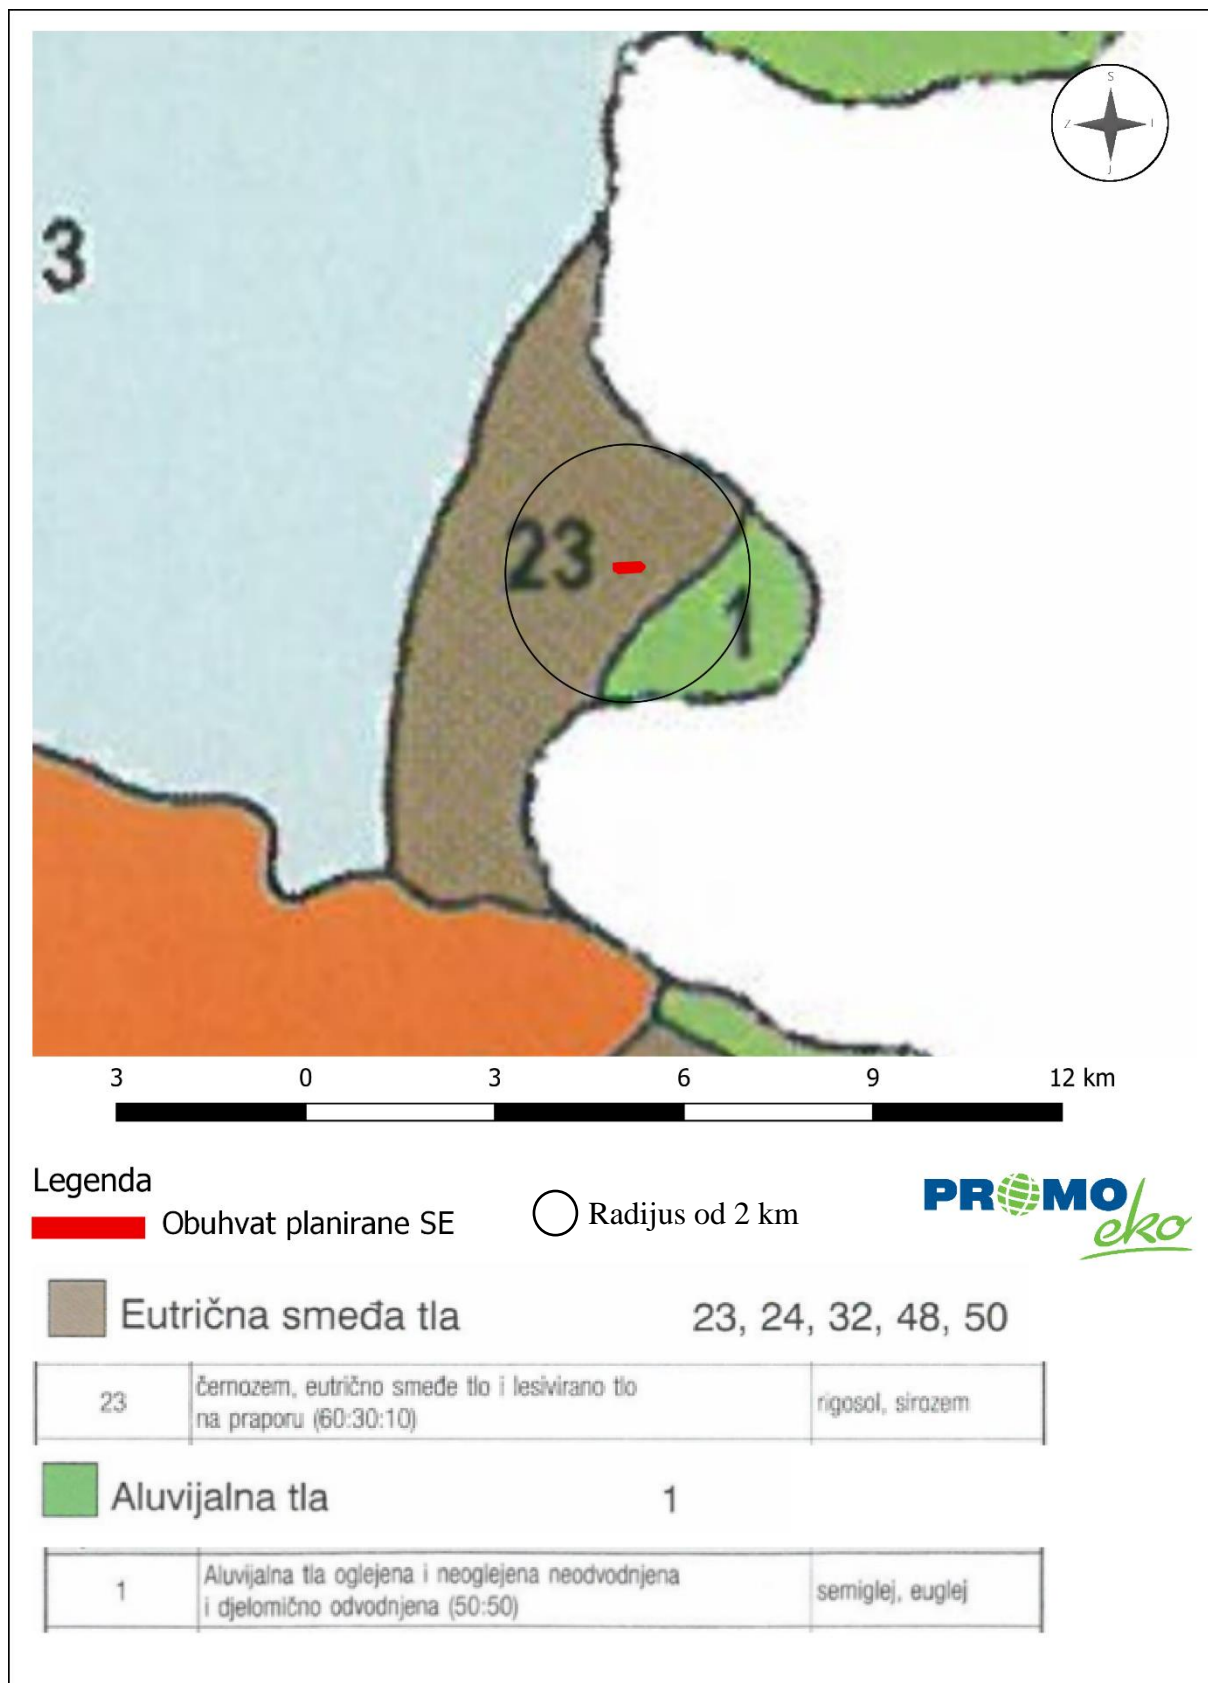 S
Z
I
J
3
23
1
3 0 3 6 9 12 km
Legenda
Obuhvat planirane SE
Radijus od 2 km
PROMO
eko
Eutrična smeđa tla 23, 24, 32, 48, 50
23 černozem, eutrično smeđe tlo i lesivirano tlo rigosol, sirozem
na praporu (60:30:10)
Aluvijalna tla 1
1 Aluvijalna tla oglejena i neoglejena neodvodnjena semiglej, euglej
i djelomično odvodnjena (50:50)